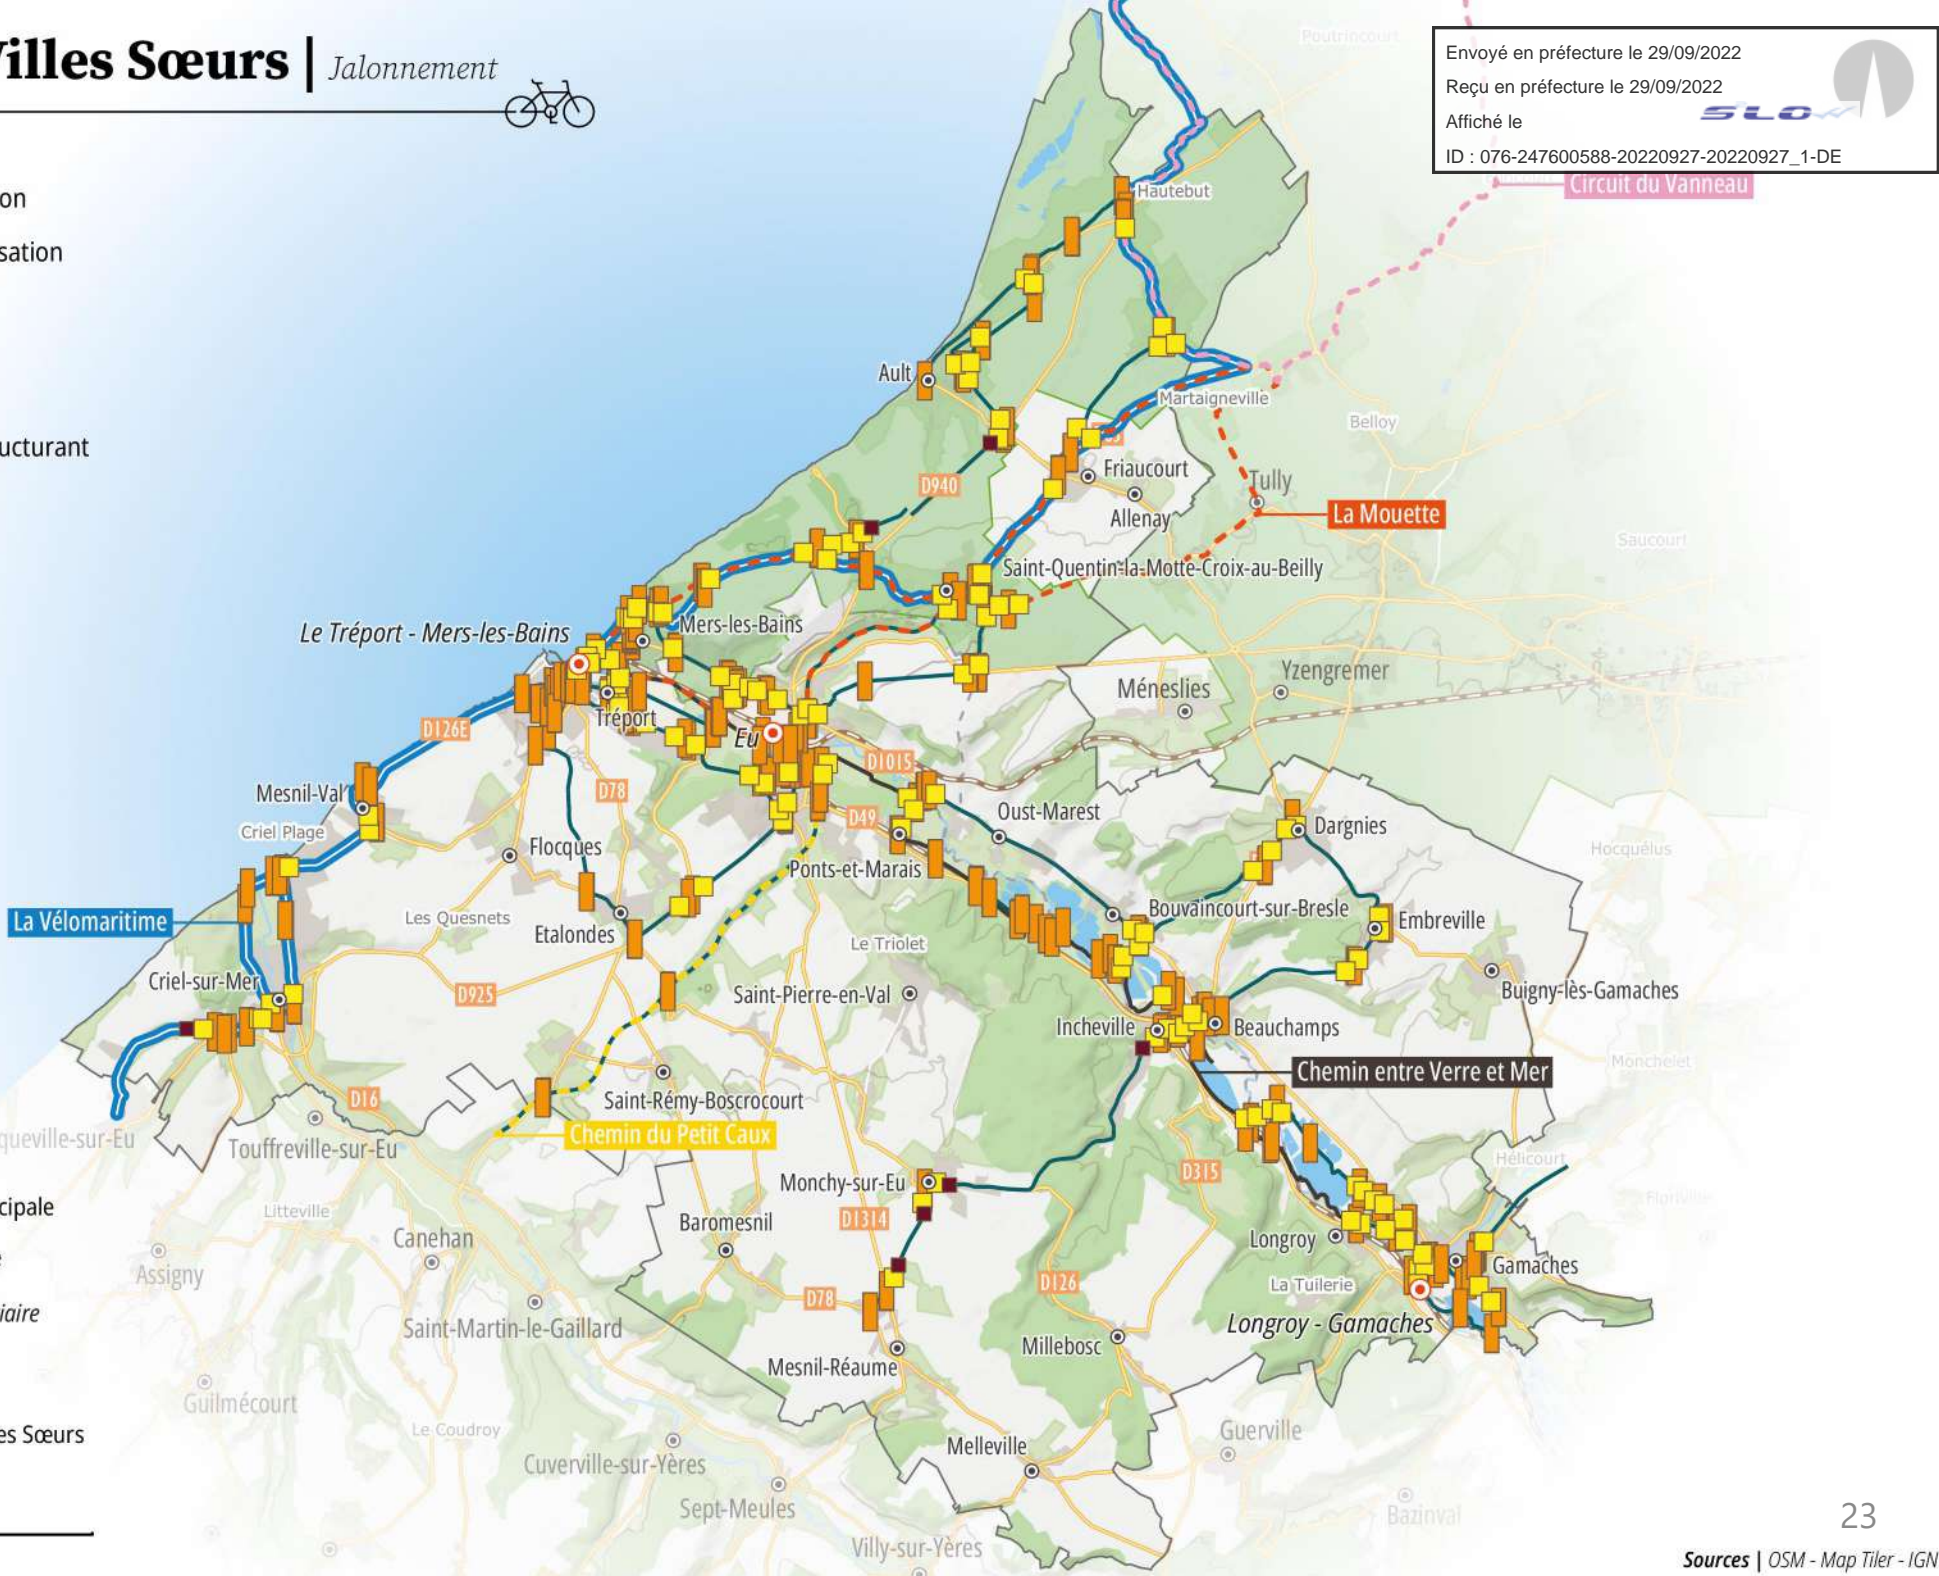 Villes Sœurs | Jalonnement
Envoyé en préfecture le 29/09/2022
Reçu en préfecture le 29/09/2022
Affiché le
SLO
ID : 076-247600588-20220927-20220927_1-DE
Poutrincourt
Circuit du Vanneau
on
sation
ucturant
Hautebut
Ault
Martaigneville
Belloy
D940
Friaucourt
Tully
Allenay
La Mouette
Saucourt
Saint-Quentin-la-Motte-Croix-au-Beilly
Le Tréport - Mers-les-Bains
Mers-les-Bains
Yzengremer
Méneslies
Tréport
D126E
Eu
D1015
Mesnil-Val
D78
Criel Plage
D49
Oust-Marest
Dargnies
Flocques
Hocquélus
Ponts-et-Marais
La Vélomaritime
Les Quesnets
Bouvaincourt-sur-Bresle
Embreville
Etalondes
Le Triolet
Criel-sur-Mer
D925
Saint-Pierre-en-Val
Buigny-lès-Gamaches
Incheville
Beauchamps
Monchelet
Chemin entre Verre et Mer
D16
Saint-Rémy-Boscrocourt
Chemin du Petit Caux
queville-sur-Eu
Touffreville-sur-Eu
Hélicourt
D315
Monchy-sur-Eu
Floriville
cipale
Litteville
Baromesnil
D1314
Canehan
Longroy
Assigny
Gamaches
D126
La Tuilerie
D78
iaire
Saint-Martin-le-Gaillard
Longroy - Gamaches
Millebosc
Mesnil-Réaume
Guilmécourt
es Sœurs
Le Coudroy
Guerville
Melleville
Cuverville-sur-Yères
Sept-Meules
Bazinval
23
Villy-sur-Yères
Sources | OSM - Map Tiler - IGN